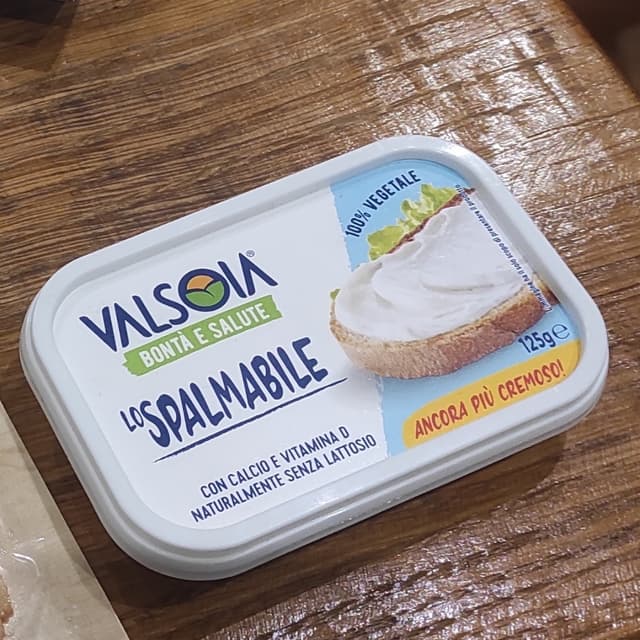 VALSOIA®
BONTÀ E SALUTE
LO SPALMABILE
CON CALCIO E VITAMINA D
NATURALMENTE SENZA LATTOSIO
100% VEGETALE
125g e
ANCORA PIÙ CREMOSO!